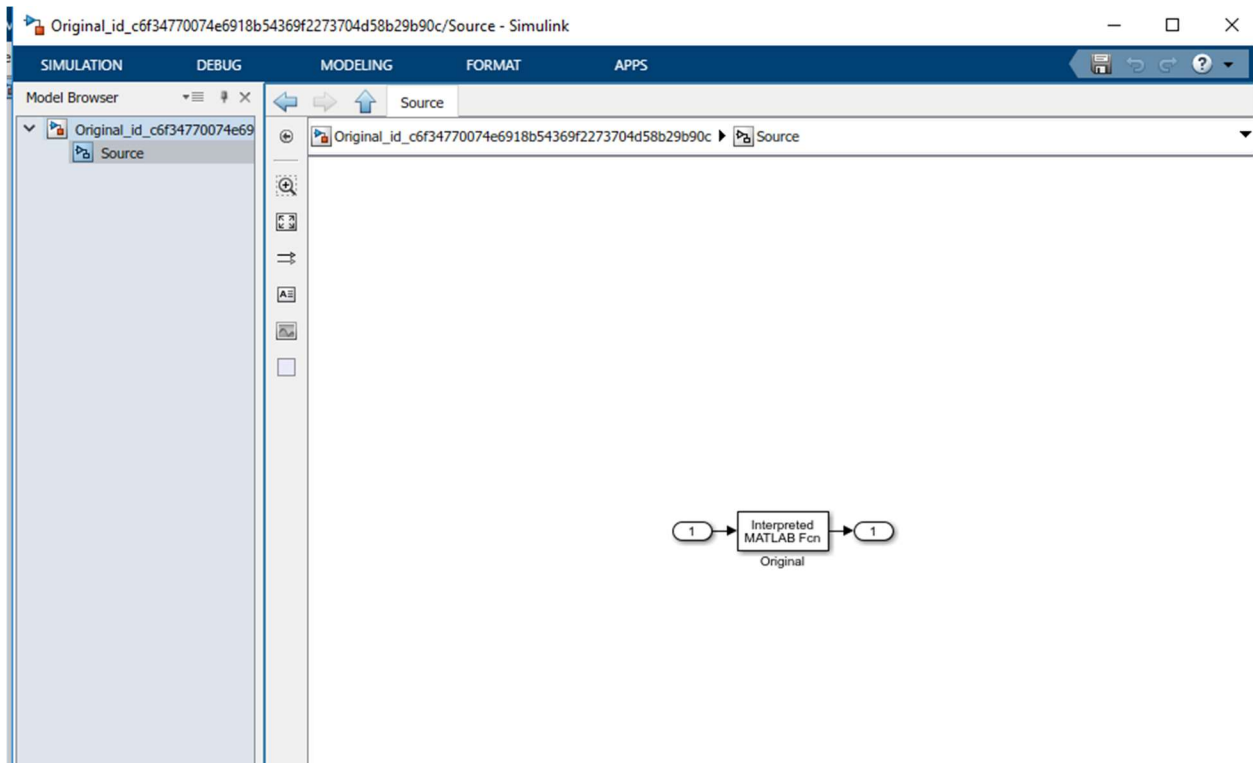 Original_id_c6f34770074e6918b54369f2273704d58b29b90c/Source - Simulink
SIMULATION DEBUG MODELING FORMAT APPS
Model Browser
Source
Original_id_c6f34770074e69
Source
Original_id_c6f34770074e6918b54369f2273704d58b29b90c Source
1
Interpreted
MATLAB Fcn
1
Original